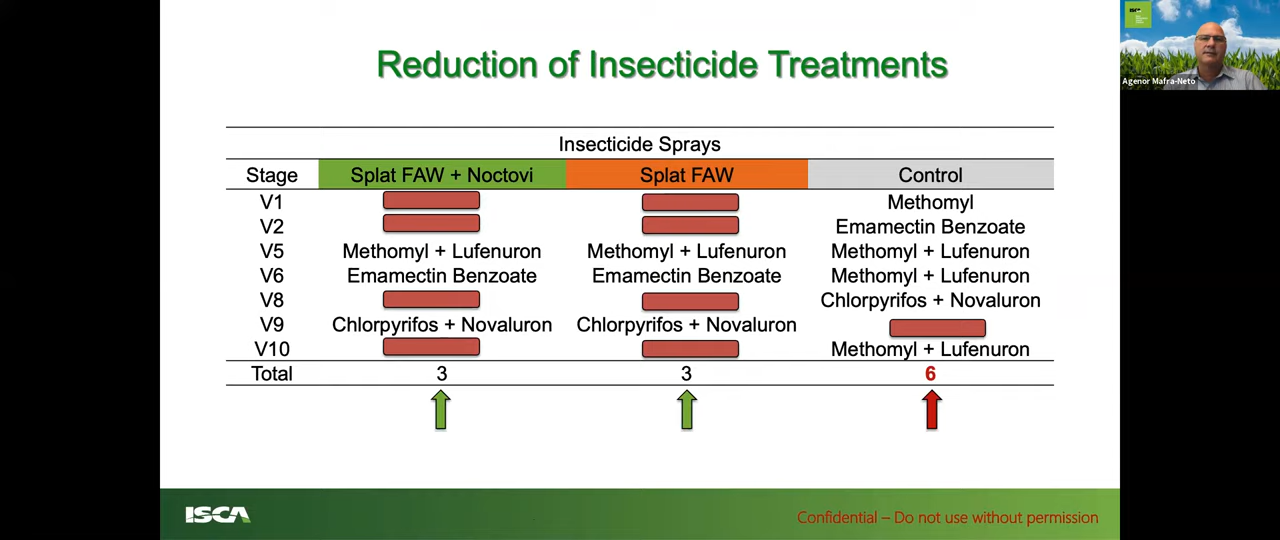 Reduction of Insecticide Treatments
ISCA
Agenor Mafra-Neto
Insecticide Sprays
Stage Splat FAW + Noctovi Splat FAW Control
V1 Methomyl
V2 Emamectin Benzoate
V5 Methomyl + Lufenuron Methomyl + Lufenuron Methomyl + Lufenuron
V6 Emamectin Benzoate Emamectin Benzoate Methomyl + Lufenuron
V8 Chlorpyrifos + Novaluron
V9 Chlorpyrifos + Novaluron Chlorpyrifos + Novaluron
V10 Methomyl + Lufenuron
Total 3 3 6
ISCA
Confidential – Do not use without permission